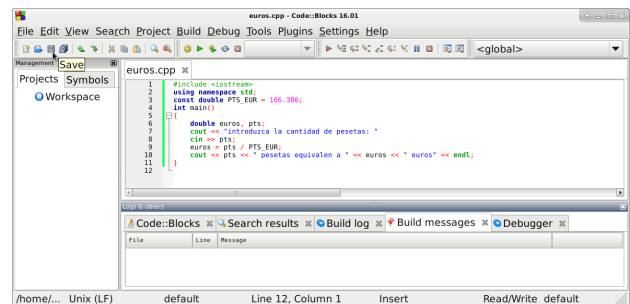 euros.cpp - Code::Blocks 16.01
File Edit View Search Project Build Debug Tools Plugins Settings Help
<global>
Management
Save
Projects Symbols
Workspace
euros.cpp
1 #include <iostream>
2 using namespace std;
3 const double PTS_EUR = 166.386;
4 int main()
5 {
6 double euros, pts;
7 cout << "introduzca la cantidad de pesetas: "
8 cin >> pts;
9 euros = pts / PTS_EUR;
10 cout << pts << " pesetas equivalen a " << euros << " euros" << endl;
11 }
12
Logs & others
Code::Blocks Search results Build log Build messages Debugger
File Line Message
/home/... Unix (LF) default Line 12, Column 1 Insert Read/Write default